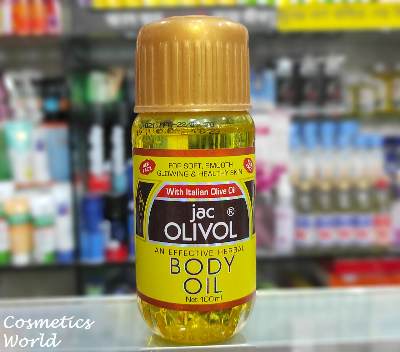 FOR SOFT, SMOOTH
GLOWING & HEALTHY SKIN
With Italian Olive Oil
jac ®
OLIVOL
AN EFFECTIVE HERBAL
BODY
OIL
Net 100ml
Cosmetics
World